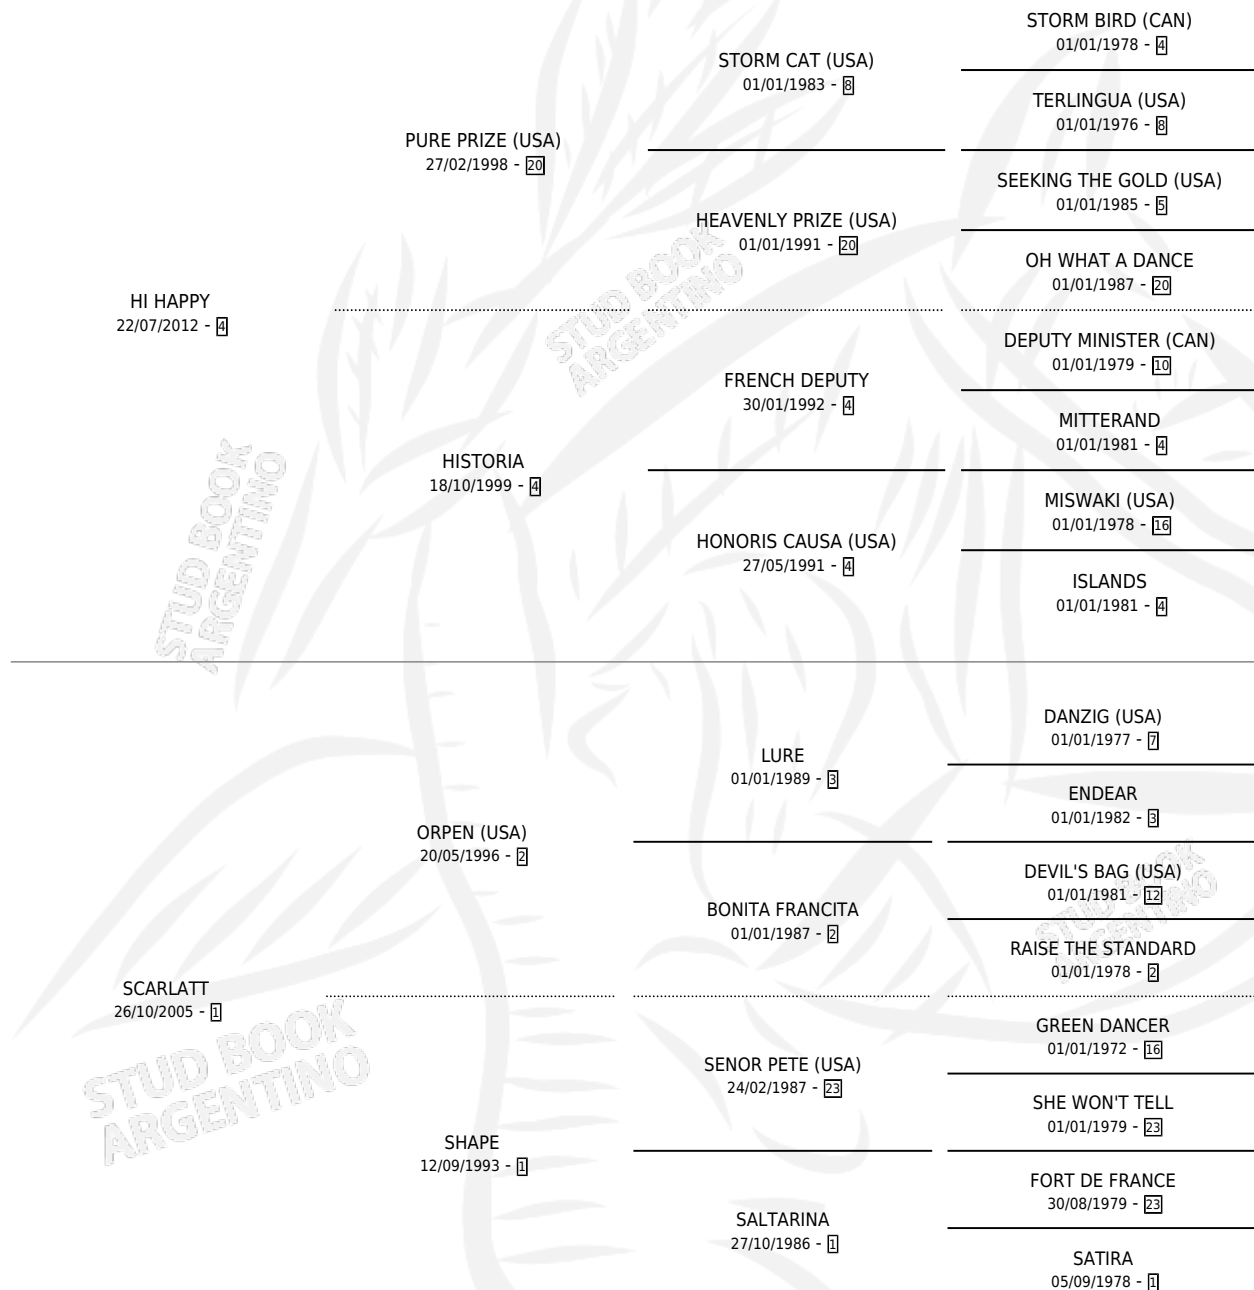 STORM BIRD (CAN)
01/01/1978 - 4
STORM CAT (USA)
01/01/1983 - 8
TERLINGUA (USA)
01/01/1976 - 8
PURE PRIZE (USA)
27/02/1998 - 20
SEEKING THE GOLD (USA)
01/01/1985 - 5
HEAVENLY PRIZE (USA)
01/01/1991 - 20
OH WHAT A DANCE
01/01/1987 - 20
HI HAPPY
22/07/2012 - 4
DEPUTY MINISTER (CAN)
01/01/1979 - 10
FRENCH DEPUTY
30/01/1992 - 4
MITTERAND
01/01/1981 - 4
HISTORIA
18/10/1999 - 4
MISWAKI (USA)
01/01/1978 - 16
HONORIS CAUSA (USA)
27/05/1991 - 4
ISLANDS
01/01/1981 - 4
DANZIG (USA)
01/01/1977 - 7
LURE
01/01/1989 - 3
ENDEAR
01/01/1982 - 3
ORPEN (USA)
20/05/1996 - 2
DEVIL'S BAG (USA)
01/01/1981 - 12
BONITA FRANCITA
01/01/1987 - 2
RAISE THE STANDARD
01/01/1978 - 2
SCARLATT
26/10/2005 - 1
GREEN DANCER
01/01/1972 - 16
SENOR PETE (USA)
24/02/1987 - 23
SHE WON'T TELL
01/01/1979 - 23
SHAPE
12/09/1993 - 1
FORT DE FRANCE
30/08/1979 - 23
SALTARINA
27/10/1986 - 1
SATIRA
05/09/1978 - 1
STUD BOOK
ARGENTINO
STUD BOOK
ARGENTINO
STUD BOOK
ARGENTINO
STUD BOOK
ARGENTINO